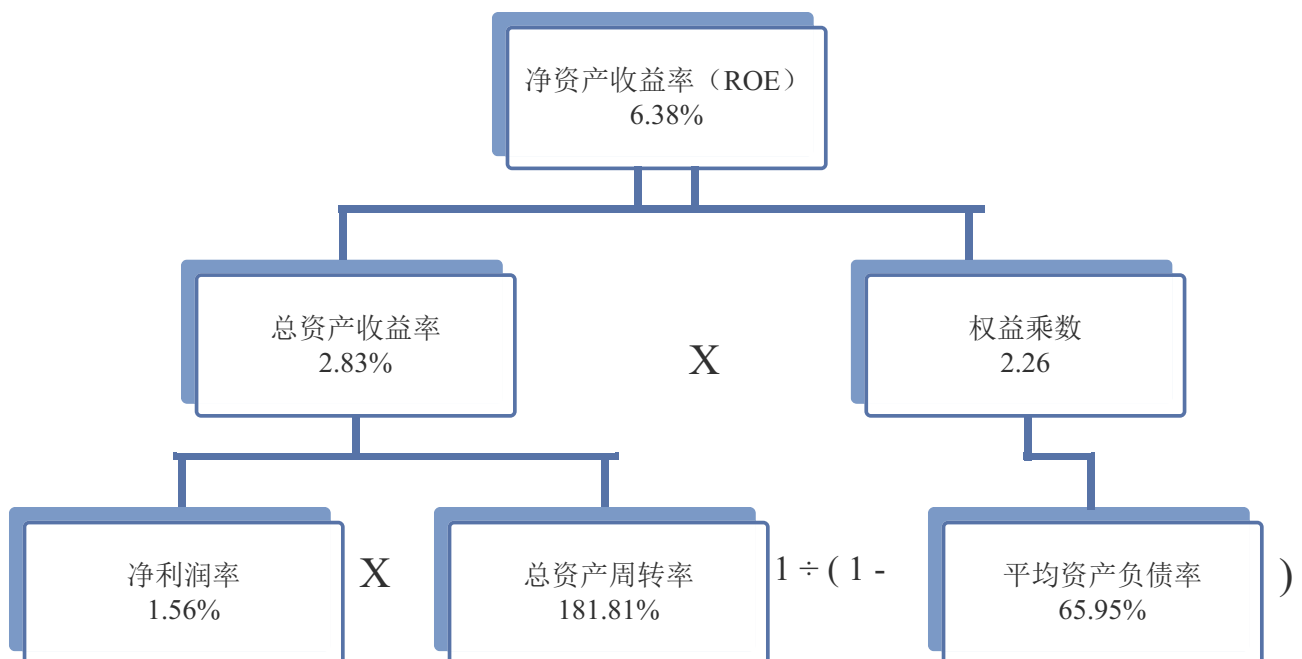 净资产收益率（ROE）
6.38%
总资产收益率
2.83%
X
权益乘数
2.26
净利润率
1.56%
X
总资产周转率
181.81%
1 ÷ ( 1 -
平均资产负债率
65.95%
)